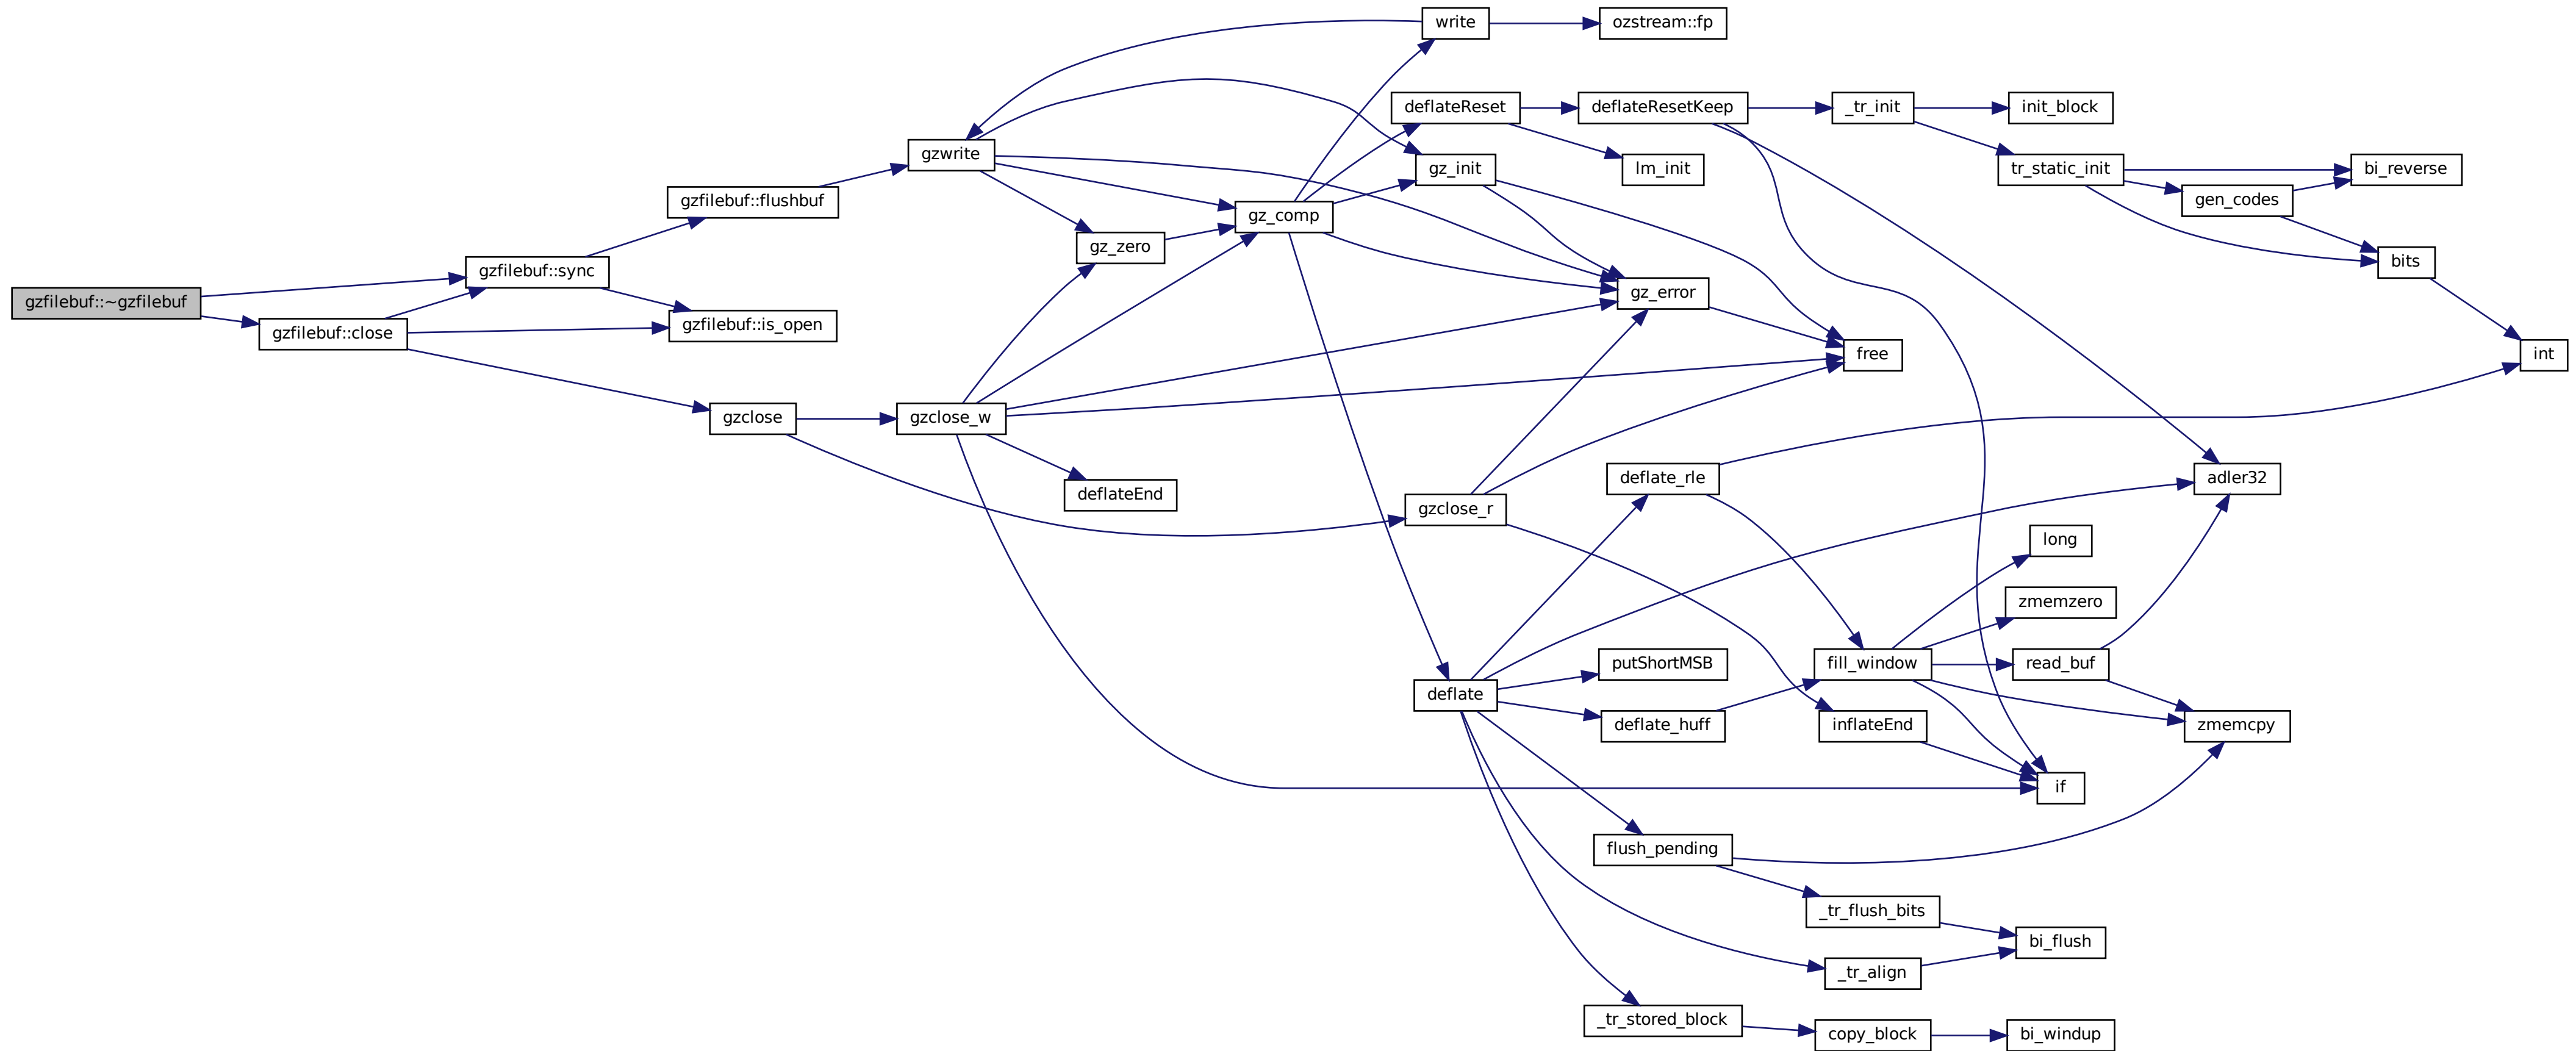 gzfilebuf::~gzfilebuf
gzfilebuf::sync
gzfilebuf::close
gzfilebuf::flushbuf
gzfilebuf::is_open
gzclose
gzwrite
gzclose_w
gz_zero
deflateEnd
gz_comp
write
deflateReset
gz_init
gzclose_r
deflate
ozstream::fp
deflateResetKeep
lm_init
gz_error
deflate_rle
putShortMSB
deflate_huff
flush_pending
_tr_stored_block
_tr_init
free
fill_window
inflateEnd
_tr_flush_bits
_tr_align
copy_block
init_block
tr_static_init
long
zmemzero
read_buf
if
bi_flush
bi_windup
gen_codes
adler32
zmemcpy
bi_reverse
bits
int